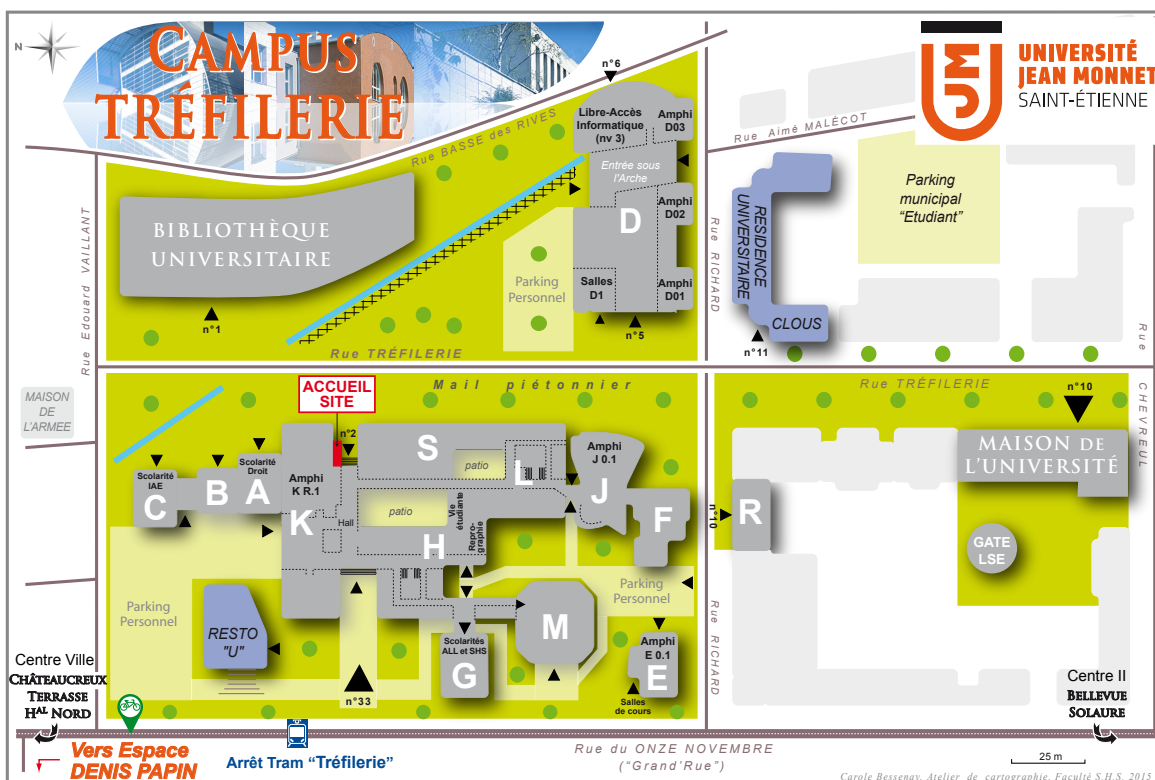 N
CAMPUS
TRÉFILERIE
UNIVERSITÉ
JEAN MONNET
SAINT-ÉTIENNE
UJM
n°6
Rue BASSE des RIVES
Libre-Accès
Informatique
(nv 3)
Amphi
D03
Entrée sous
l'Arche
Amphi
D02
D
Salles
D1
Amphi
D01
n°5
Parking
Personnel
BIBLIOTHÈQUE
UNIVERSITAIRE
n°1
Rue Edouard VAILLANT
Rue TRÉFILERIE
Rue RICHARD
Rue Aimé MALÉCOT
RESIDENCE
UNIVERSITAIRE
CLOUS
n°11
Parking
municipal
"Etudiant"
Rue
CHEVREUL
Rue TRÉFILERIE
n°10
MAISON DE
L'UNIVERSITÉ
GATE
LSE
R
n°10
Rue RICHARD
MAISON
DE
L'ARMEE
ACCUEIL
SITE
Mail piétonnier
n°2
Scolarité
IAE
C
B
Scolarité
Droit
A
Amphi
K R.1
K
Hall
S
patio
L
patio
Vie
étudiante
Repro-
graphie
H
Amphi
J 0.1
J
F
Parking
Personnel
M
Scolarités
ALL et SHS
G
Amphi
E 0.1
E
Salles
de cours
Parking
Personnel
RESTO
"U"
n°33
Centre Ville
CHÂTEAUCREUX
TERRASSE
HAL NORD
Vers Espace
DENIS PAPIN
Arrêt Tram "Tréfilerie"
Rue du ONZE NOVEMBRE
("Grand'Rue")
Centre II
BELLEVUE
SOLAURE
25 m
Carole Bessenay, Atelier de cartographie, Faculté S.H.S. 2015